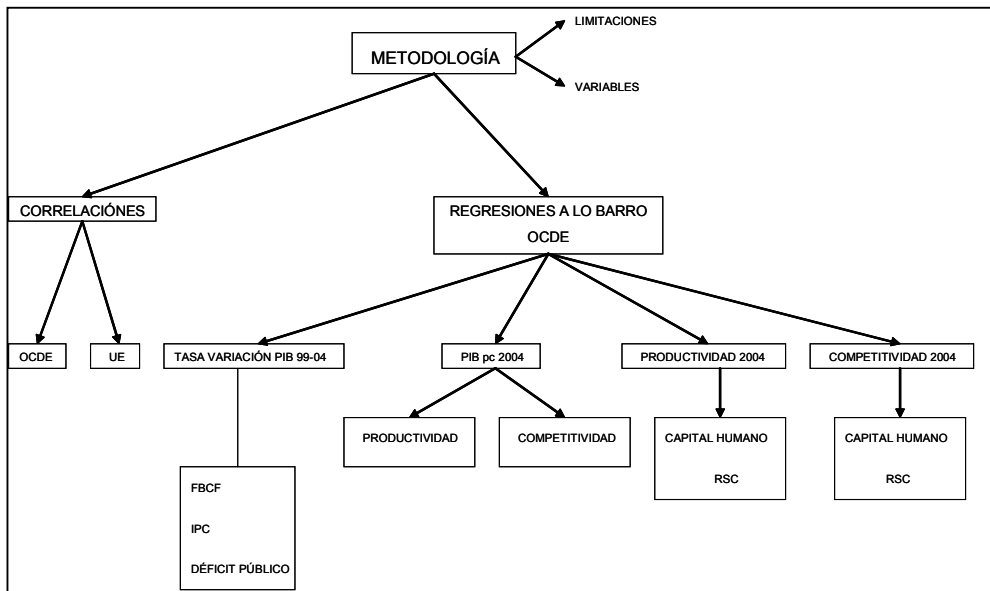 LIMITACIONES
METODOLOGÍA
VARIABLES
CORRELACIÓNES
REGRESIONES A LO BARRO
OCDE
OCDE
UE
TASA VARIACIÓN PIB 99-04
PIB pc 2004
PRODUCTIVIDAD 2004
COMPETITIVIDAD 2004
PRODUCTIVIDAD
COMPETITIVIDAD
CAPITAL HUMANO
RSC
CAPITAL HUMANO
RSC
FBCF
IPC
DÉFICIT PÚBLICO